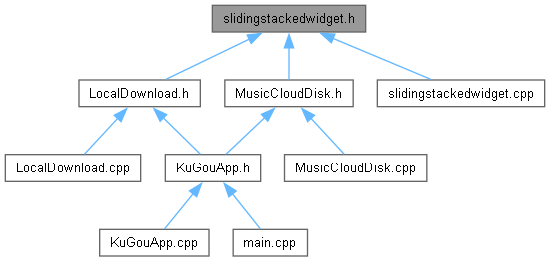 slidingstackedwidget.h
LocalDownload.h
MusicCloudDisk.h
slidingstackedwidget.cpp
LocalDownload.cpp
KuGouApp.h
MusicCloudDisk.cpp
KuGouApp.cpp
main.cpp